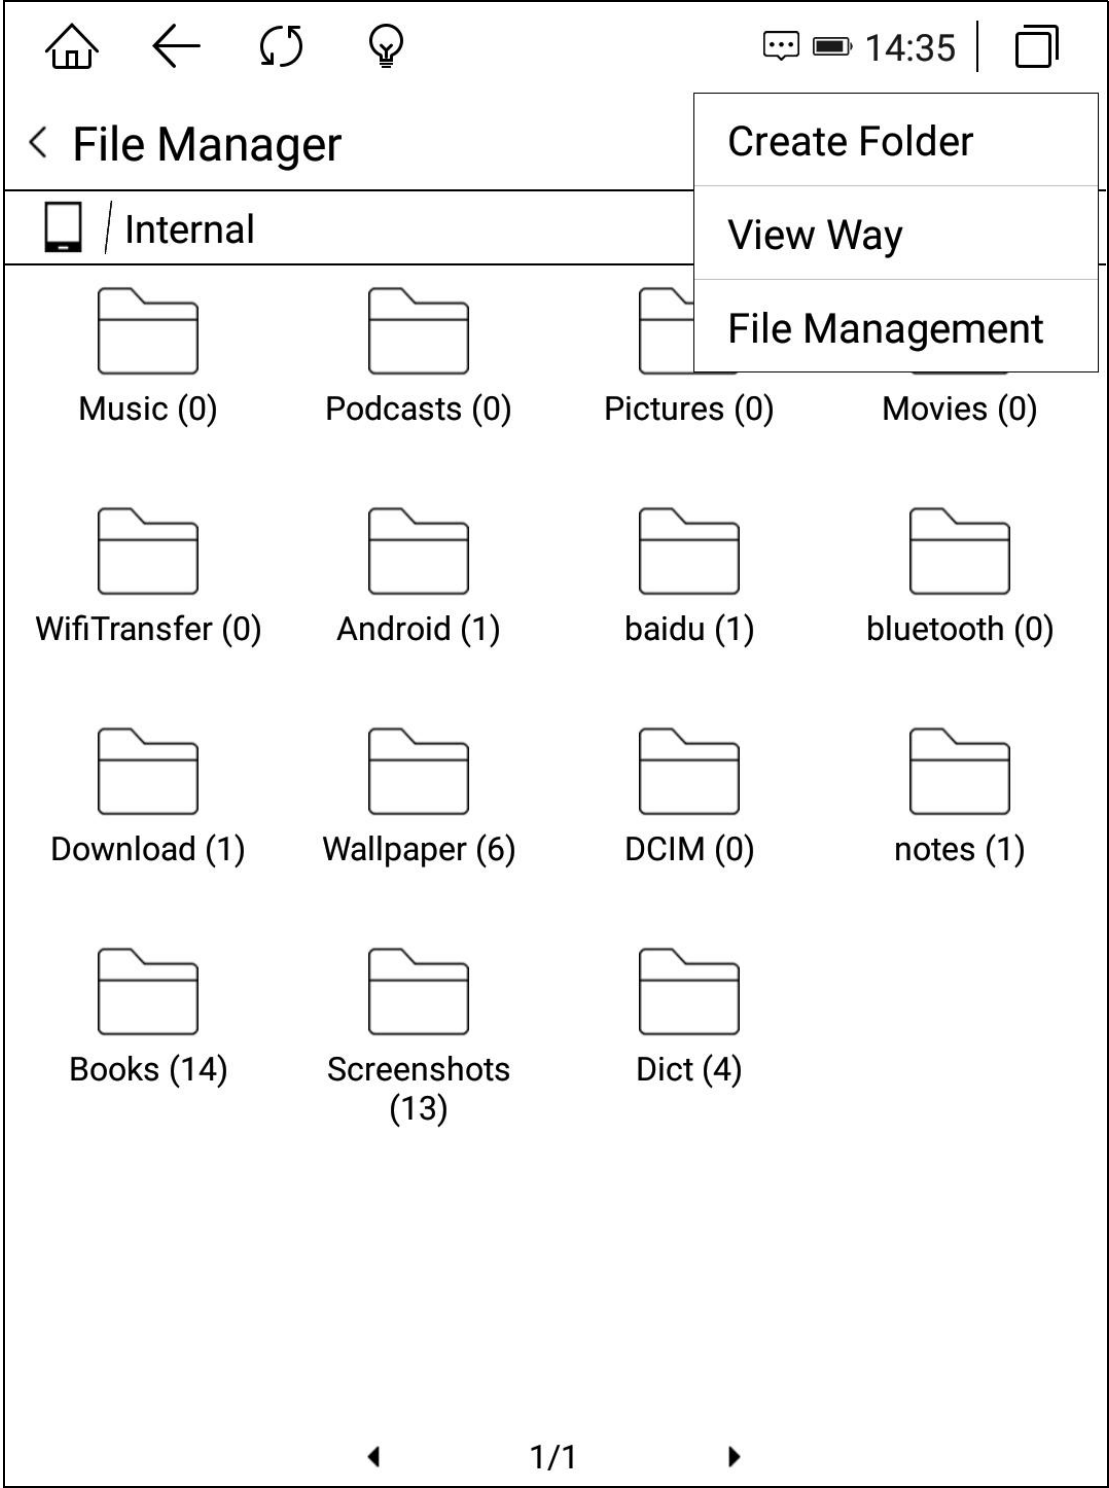 14:35
File Manager
Create Folder
View Way
File Management
Internal
Music (0)
Podcasts (0)
Pictures (0)
Movies (0)
WifiTransfer (0)
Android (1)
baidu (1)
bluetooth (0)
Download (1)
Wallpaper (6)
DCIM (0)
notes (1)
Books (14)
Screenshots
(13)
Dict (4)
1/1